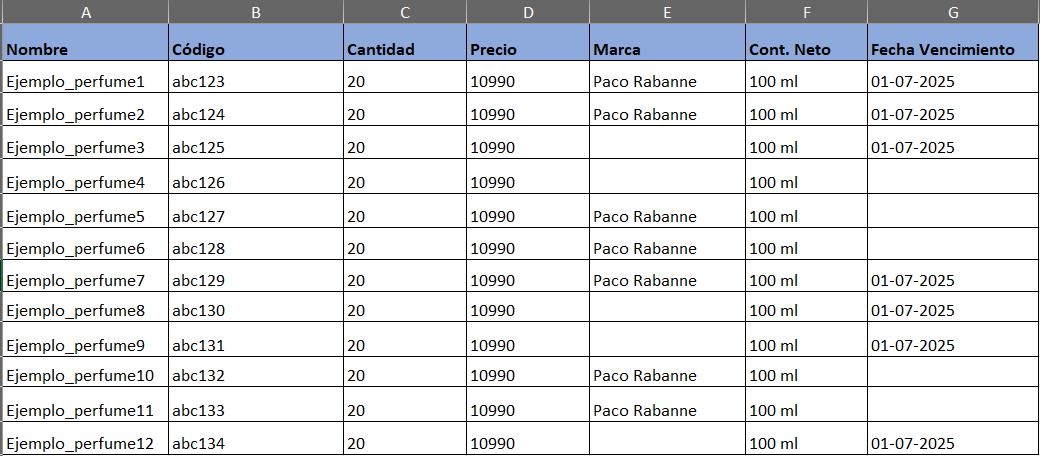 A B C D E F G
Nombre Código Cantidad Precio Marca Cont. Neto Fecha Vencimiento
Ejemplo_perfume1 abc123 20 10990 Paco Rabanne 100 ml 01-07-2025
Ejemplo_perfume2 abc124 20 10990 Paco Rabanne 100 ml 01-07-2025
Ejemplo_perfume3 abc125 20 10990 100 ml 01-07-2025
Ejemplo_perfume4 abc126 20 10990 100 ml
Ejemplo_perfume5 abc127 20 10990 Paco Rabanne 100 ml
Ejemplo_perfume6 abc128 20 10990 Paco Rabanne 100 ml
Ejemplo_perfume7 abc129 20 10990 Paco Rabanne 100 ml 01-07-2025
Ejemplo_perfume8 abc130 20 10990 100 ml 01-07-2025
Ejemplo_perfume9 abc131 20 10990 100 ml 01-07-2025
Ejemplo_perfume10 abc132 20 10990 Paco Rabanne 100 ml
Ejemplo_perfume11 abc133 20 10990 Paco Rabanne 100 ml
Ejemplo_perfume12 abc134 20 10990 100 ml 01-07-2025